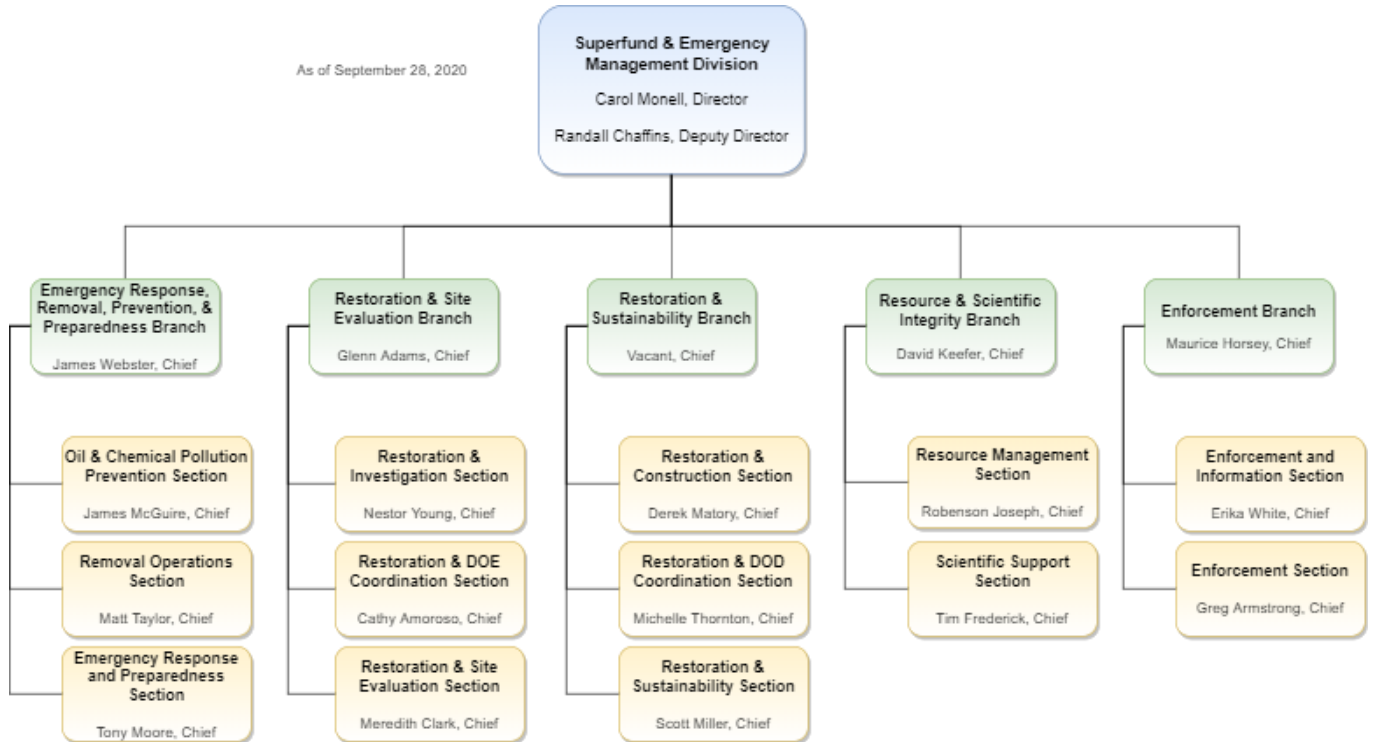 Superfund & Emergency
Management Division
Carol Monell, Director
Randall Chaffins, Deputy Director
As of September 28, 2020
Emergency Response,
Removal, Prevention, &
Preparedness Branch
James Webster, Chief
Restoration & Site
Evaluation Branch
Glenn Adams, Chief
Restoration &
Sustainability Branch
Vacant, Chief
Resource & Scientific
Integrity Branch
David Keefer, Chief
Enforcement Branch
Maurice Horsey, Chief
Oil & Chemical Pollution
Prevention Section
James McGuire, Chief
Restoration &
Investigation Section
Nestor Young, Chief
Restoration &
Construction Section
Derek Matory, Chief
Resource Management
Section
Robenson Joseph, Chief
Enforcement and
Information Section
Erika White, Chief
Removal Operations
Section
Matt Taylor, Chief
Restoration & DOE
Coordination Section
Cathy Amoroso, Chief
Restoration & DOD
Coordination Section
Michelle Thornton, Chief
Scientific Support
Section
Tim Frederick, Chief
Enforcement Section
Greg Armstrong, Chief
Emergency Response
and Preparedness
Section
Tony Moore, Chief
Restoration & Site
Evaluation Section
Meredith Clark, Chief
Restoration &
Sustainability Section
Scott Miller, Chief